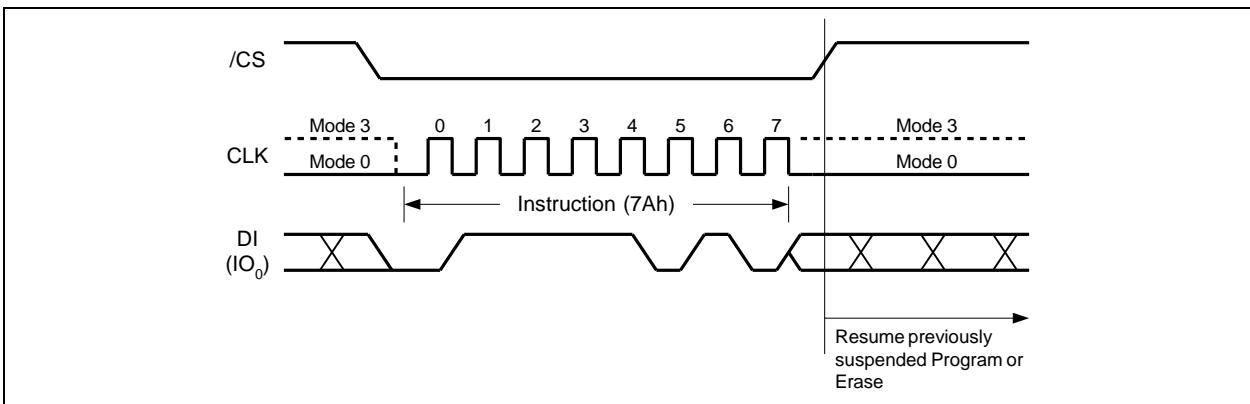 /CS
Mode 3
0 1 2 3 4 5 6 7
Mode 3
CLK
Mode 0
Mode 0
Instruction (7Ah)
DI
(IO0)
Resume previously
suspended Program or
Erase